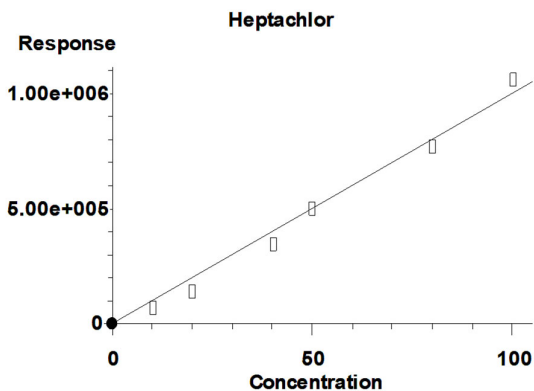 Heptachlor
Response
1.00e+006
5.00e+005
0
0 50 100
Concentration